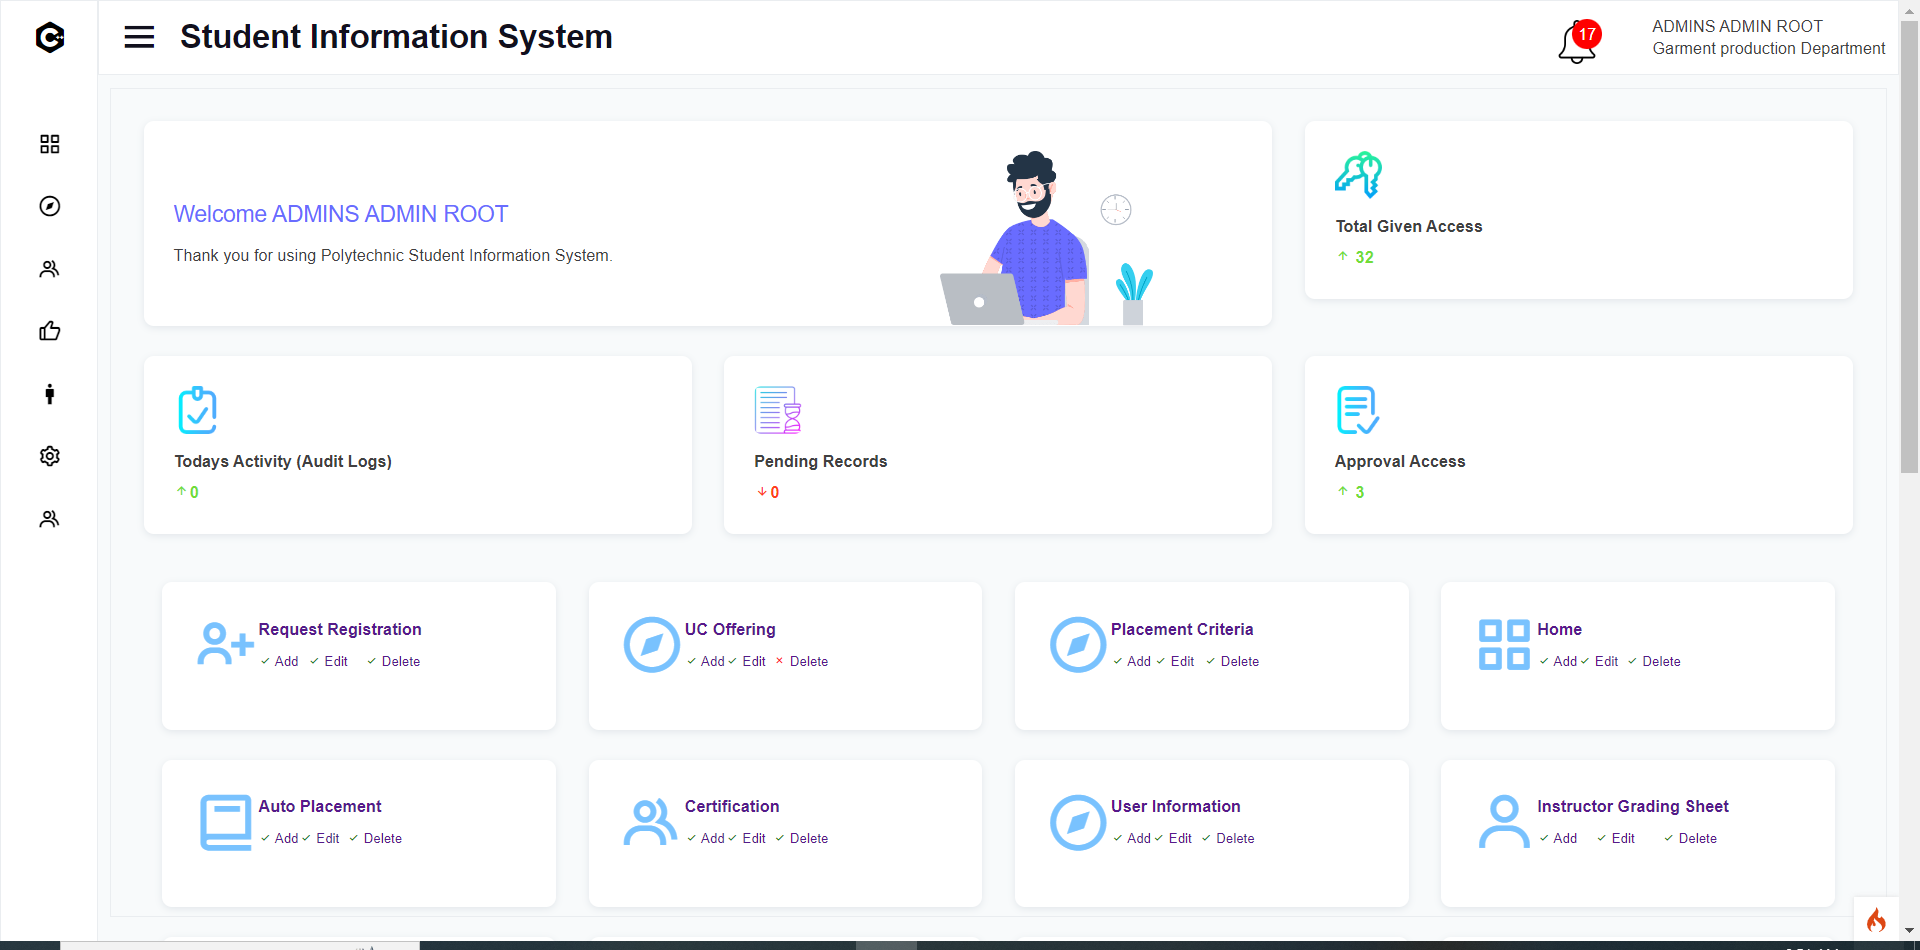 Student Information System
17
ADMINS ADMIN ROOT
Garment production Department
Welcome ADMINS ADMIN ROOT
Thank you for using Polytechnic Student Information System.
Total Given Access
32
Todays Activity (Audit Logs)
0
Pending Records
0
Approval Access
3
Request Registration
Add Edit Delete
UC Offering
Add Edit Delete
Placement Criteria
Add Edit Delete
Home
Add Edit Delete
Auto Placement
Add Edit Delete
Certification
Add Edit Delete
User Information
Add Edit Delete
Instructor Grading Sheet
Add Edit Delete